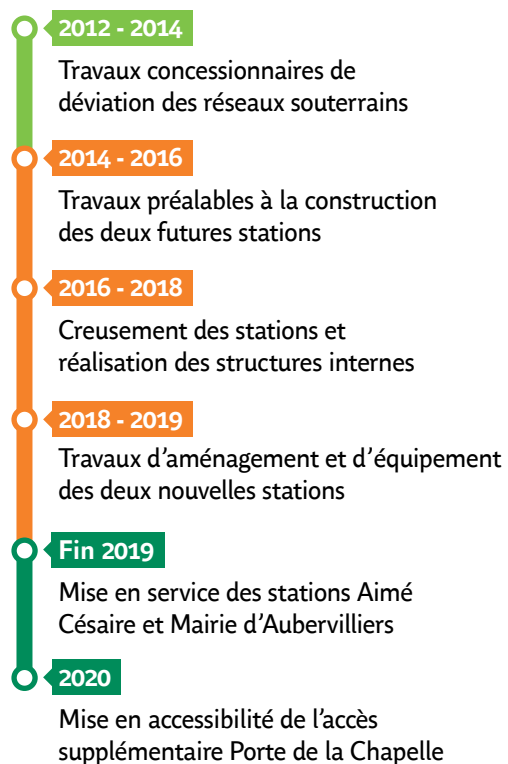 2012 - 2014
Travaux concessionnaires de
déviation des réseaux souterrains
2014 - 2016
Travaux préalables à la construction
des deux futures stations
2016 - 2018
Creusement des stations et
réalisation des structures internes
2018 - 2019
Travaux d'aménagement et d'équipement
des deux nouvelles stations
Fin 2019
Mise en service des stations Aimé
Césaire et Mairie d'Aubervilliers
2020
Mise en accessibilité de l'accès
supplémentaire Porte de la Chapelle